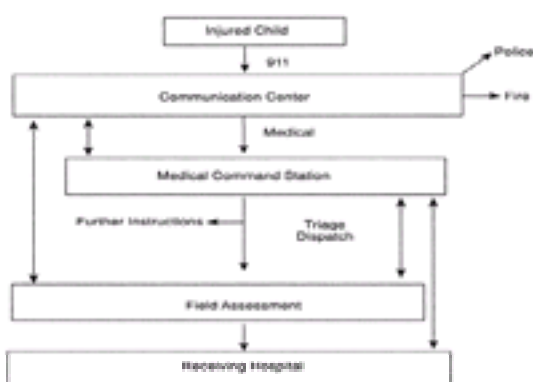 Injured Child
911
Police
Communication Center
Fire
Medical
Medical Command Station
Further Instructions
Triage
Dispatch
Field Assessment
Receiving Hospital